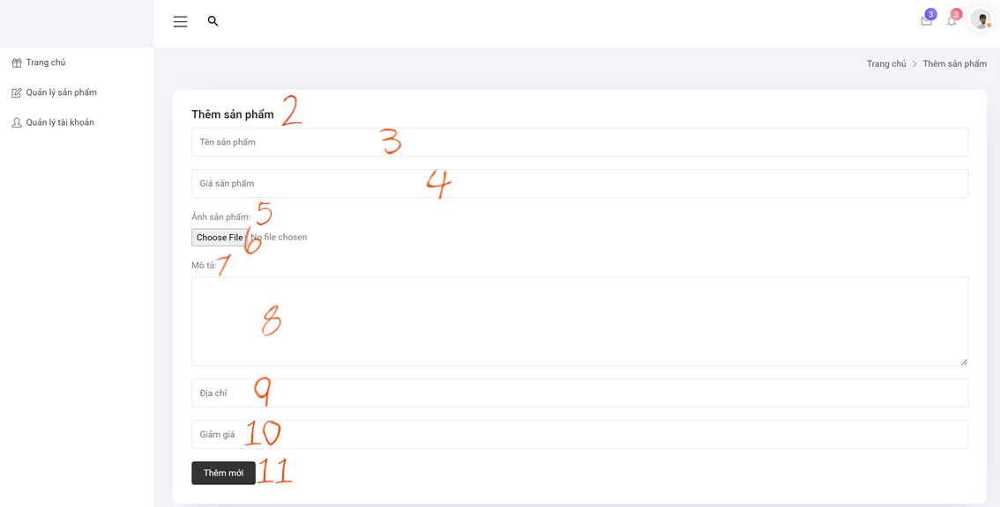 3 3
Trang chủ
Quản lý sản phẩm
Quản lý tài khoản
Trang chủ > Thêm sản phẩm
Thêm sản phẩm 2
Tên sản phẩm 3
Giá sản phẩm 4
Ảnh sản phẩm: 5
Choose File 6 No file chosen
Mô tả: 7
8
Địa chỉ 9
Giảm giá 10
Thêm mới 11